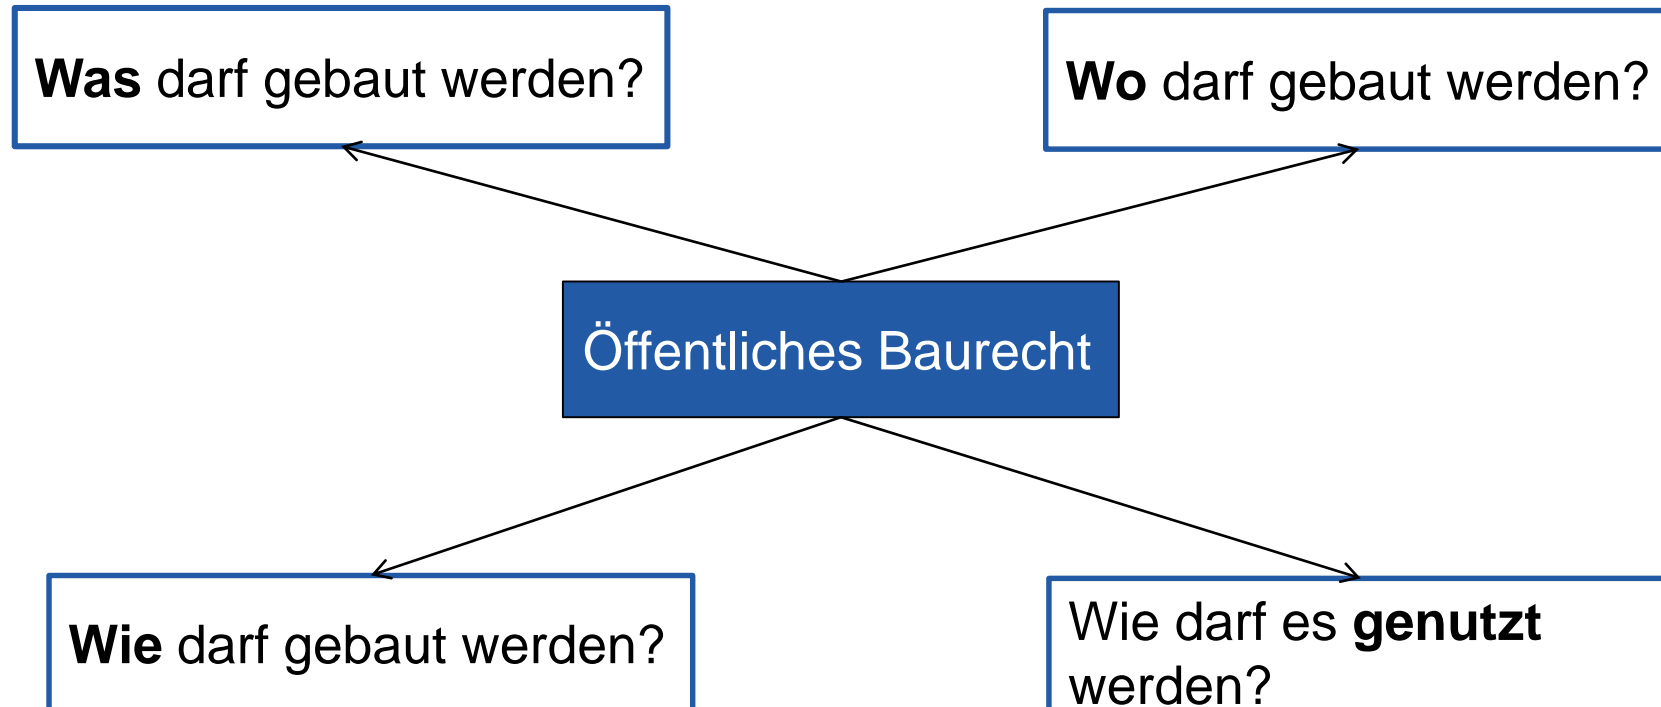 Was darf gebaut werden?
Wo darf gebaut werden?
Öffentliches Baurecht
Wie darf gebaut werden?
Wie darf es genutzt
werden?